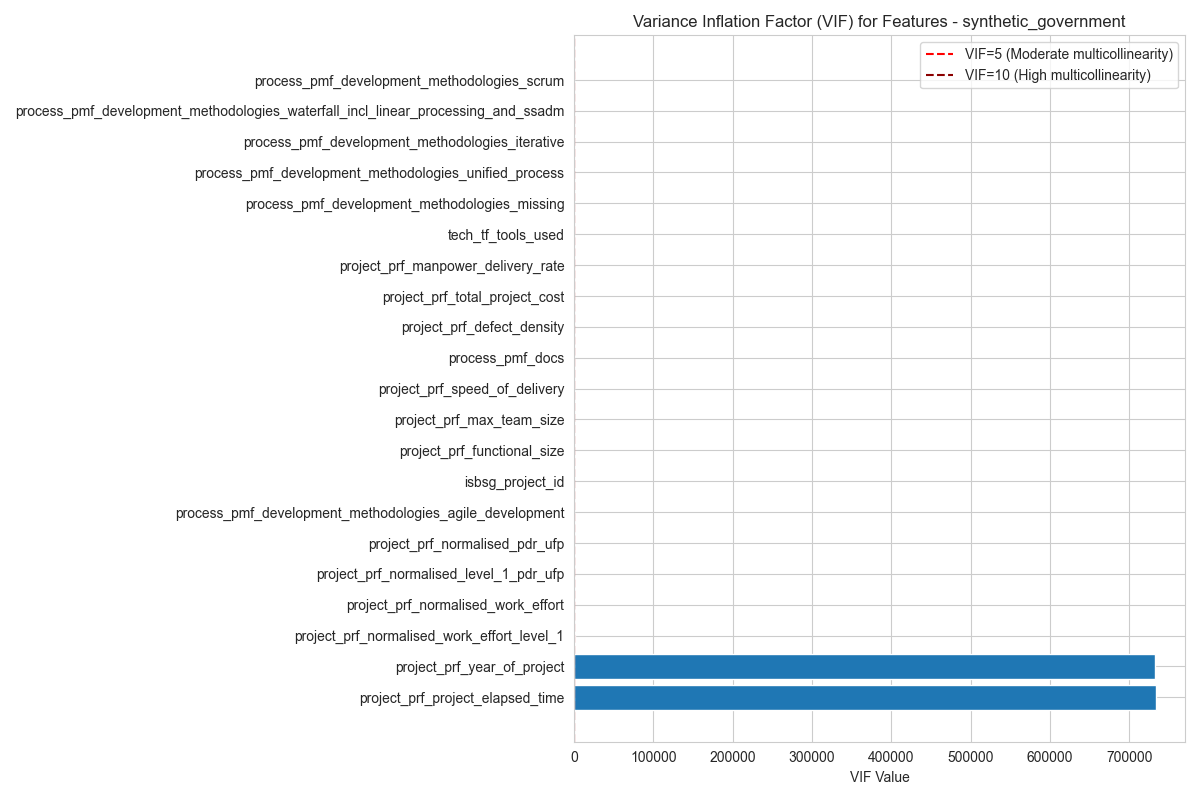 Variance Inflation Factor (VIF) for Features - synthetic_government
VIF=5 (Moderate multicollinearity)
VIF=10 (High multicollinearity)
process_pmf_development_methodologies_scrum
process_pmf_development_methodologies_waterfall_incl_linear_processing_and_ssadm
process_pmf_development_methodologies_iterative
process_pmf_development_methodologies_unified_process
process_pmf_development_methodologies_missing
tech_tf_tools_used
project_prf_manpower_delivery_rate
project_prf_total_project_cost
project_prf_defect_density
process_pmf_docs
project_prf_speed_of_delivery
project_prf_max_team_size
project_prf_functional_size
isbsg_project_id
process_pmf_development_methodologies_agile_development
project_prf_normalised_pdr_ufp
project_prf_normalised_level_1_pdr_ufp
project_prf_normalised_work_effort
project_prf_normalised_work_effort_level_1
project_prf_year_of_project
project_prf_project_elapsed_time
0 100000 200000 300000 400000 500000 600000 700000
VIF Value